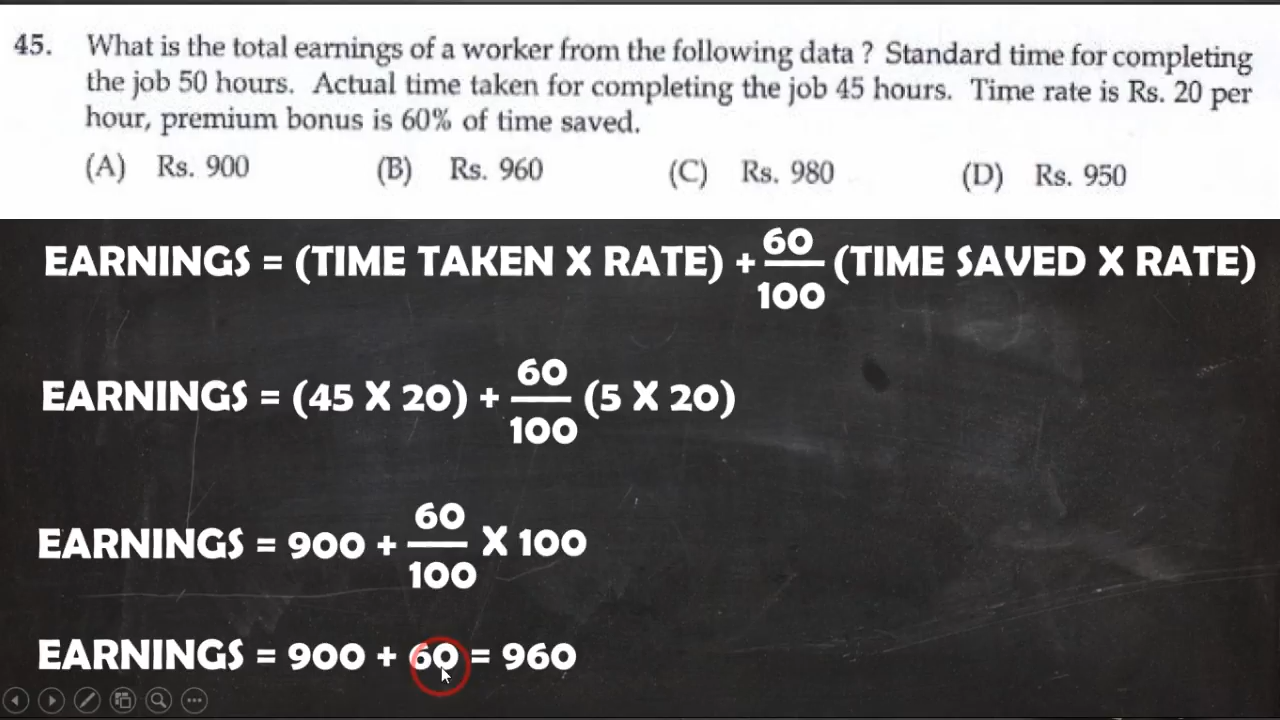 45. What is the total earnings of a worker from the following data ? Standard time for completing
the job 50 hours. Actual time taken for completing the job 45 hours. Time rate is Rs. 20 per
hour, premium bonus is 60% of time saved.
(A) Rs. 900 (B) Rs. 960 (C) Rs. 980 (D) Rs. 950
EARNINGS = (TIME TAKEN X RATE) + 60/100 (TIME SAVED X RATE)
EARNINGS = (45 X 20) + 60/100 (5 X 20)
EARNINGS = 900 + 60/100 X 100
EARNINGS = 900 + 60 = 960